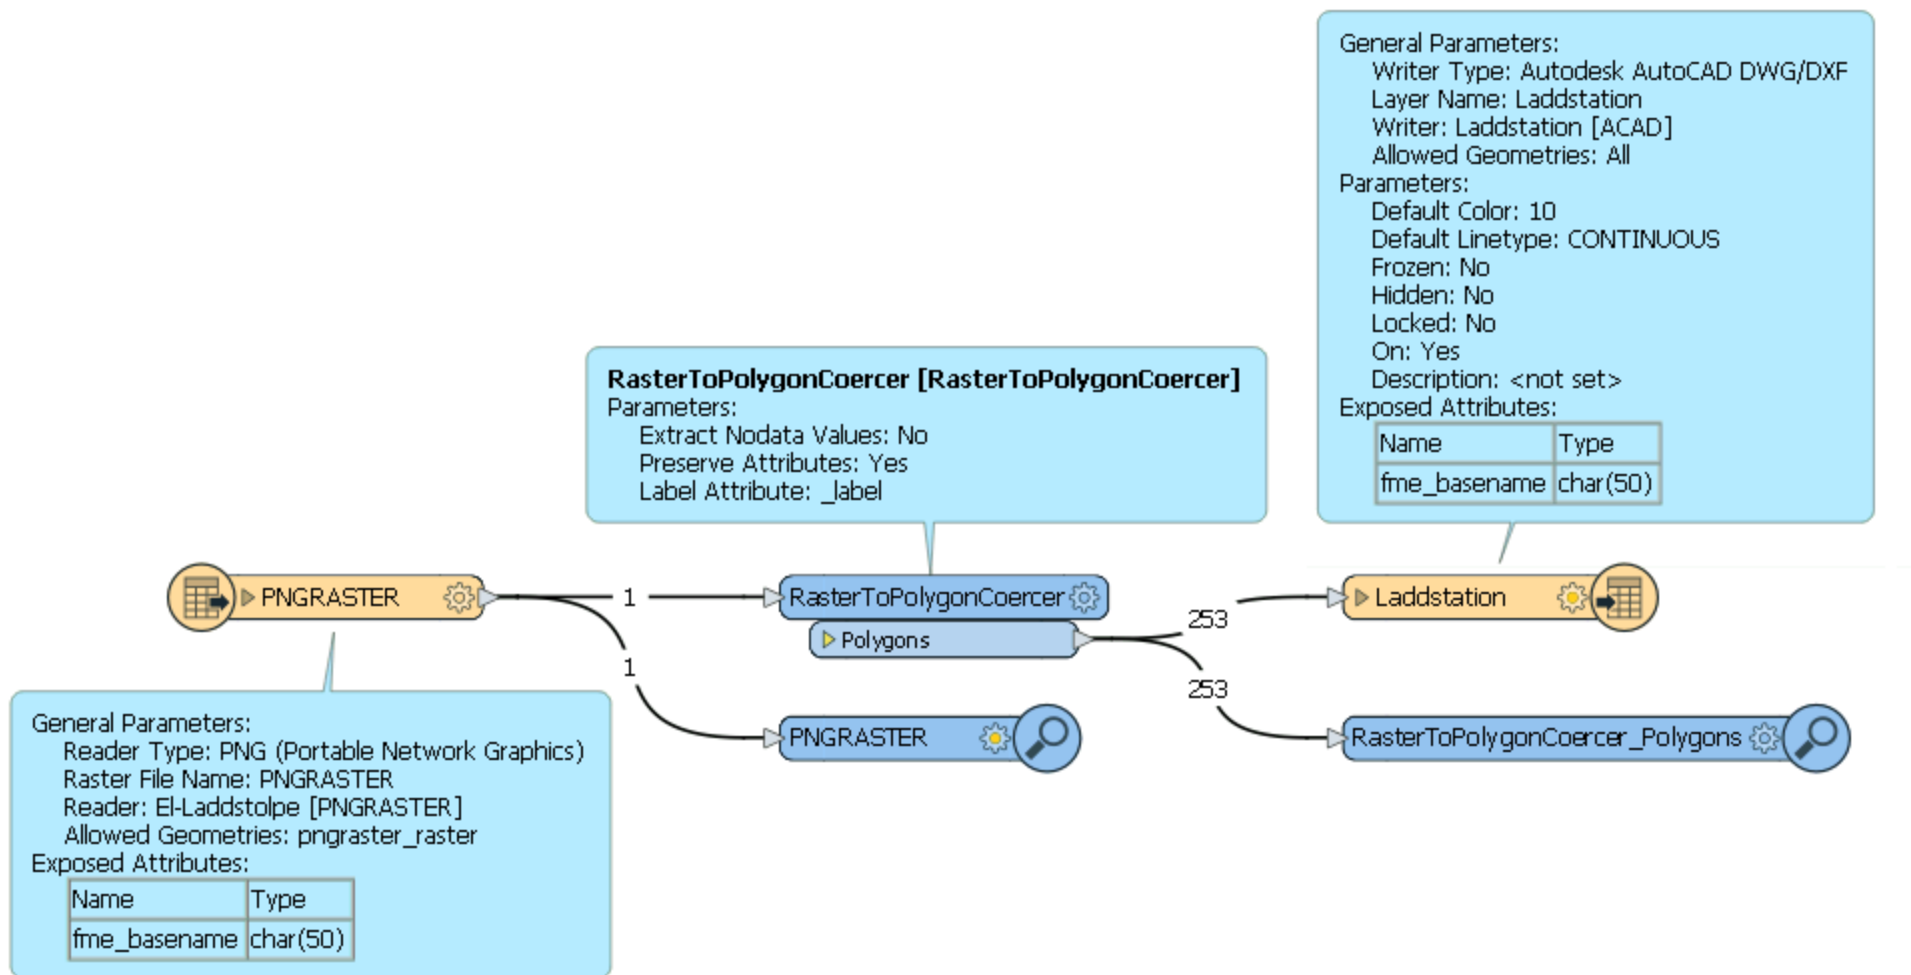 General Parameters:
Writer Type: Autodesk AutoCAD DWG/DXF
Layer Name: Laddstation
Writer: Laddstation [ACAD]
Allowed Geometries: All
Parameters:
Default Color: 10
Default Linetype: CONTINUOUS
Frozen: No
Hidden: No
Locked: No
On: Yes
Description: <not set>
Exposed Attributes:
Name Type
fme_basename char(50)
RasterToPolygonCoercer [RasterToPolygonCoercer]
Parameters:
Extract Nodata Values: No
Preserve Attributes: Yes
Label Attribute: _label
PNGRASTER
1
RasterToPolygonCoercer
Polygons
253
Laddstation
1
PNGRASTER
253
RasterToPolygonCoercer_Polygons
General Parameters:
Reader Type: PNG (Portable Network Graphics)
Raster File Name: PNGRASTER
Reader: El-Laddstolpe [PNGRASTER]
Allowed Geometries: pngraster_raster
Exposed Attributes:
Name Type
fme_basename char(50)